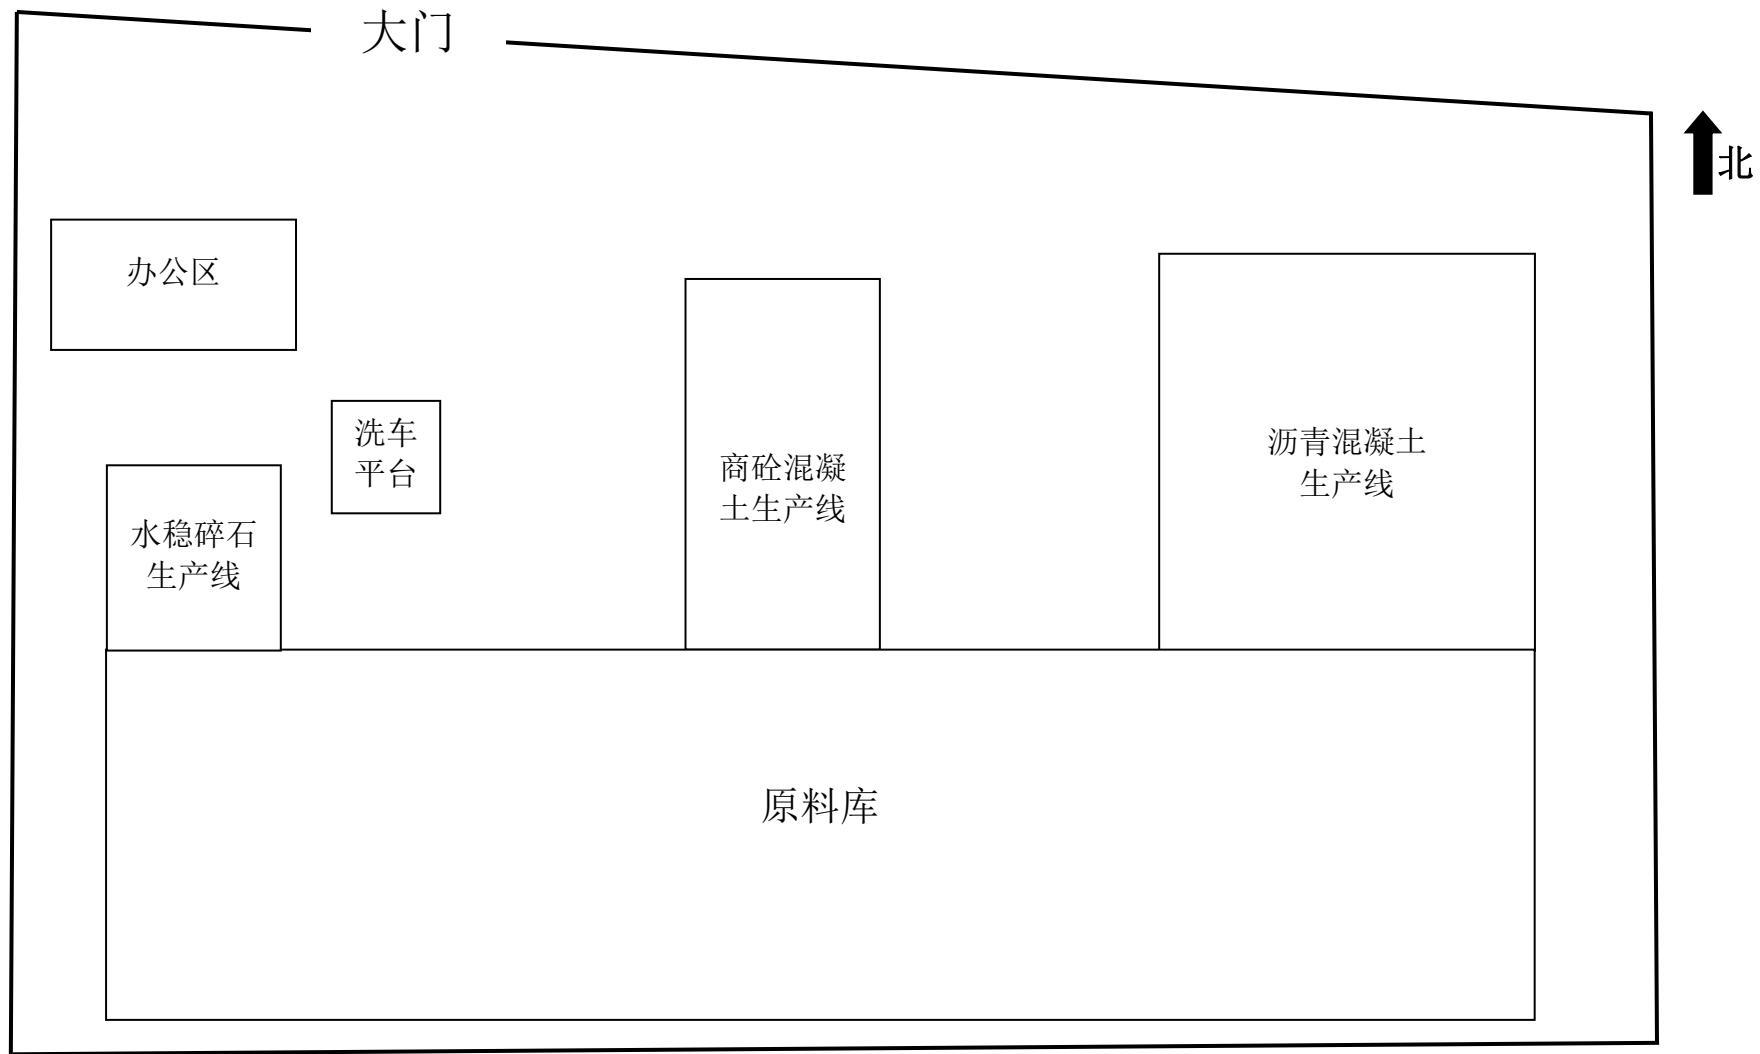 大门
北
办公区
洗车
平台
水稳碎石
生产线
商砼混凝
土生产线
沥青混凝土
生产线
原料库